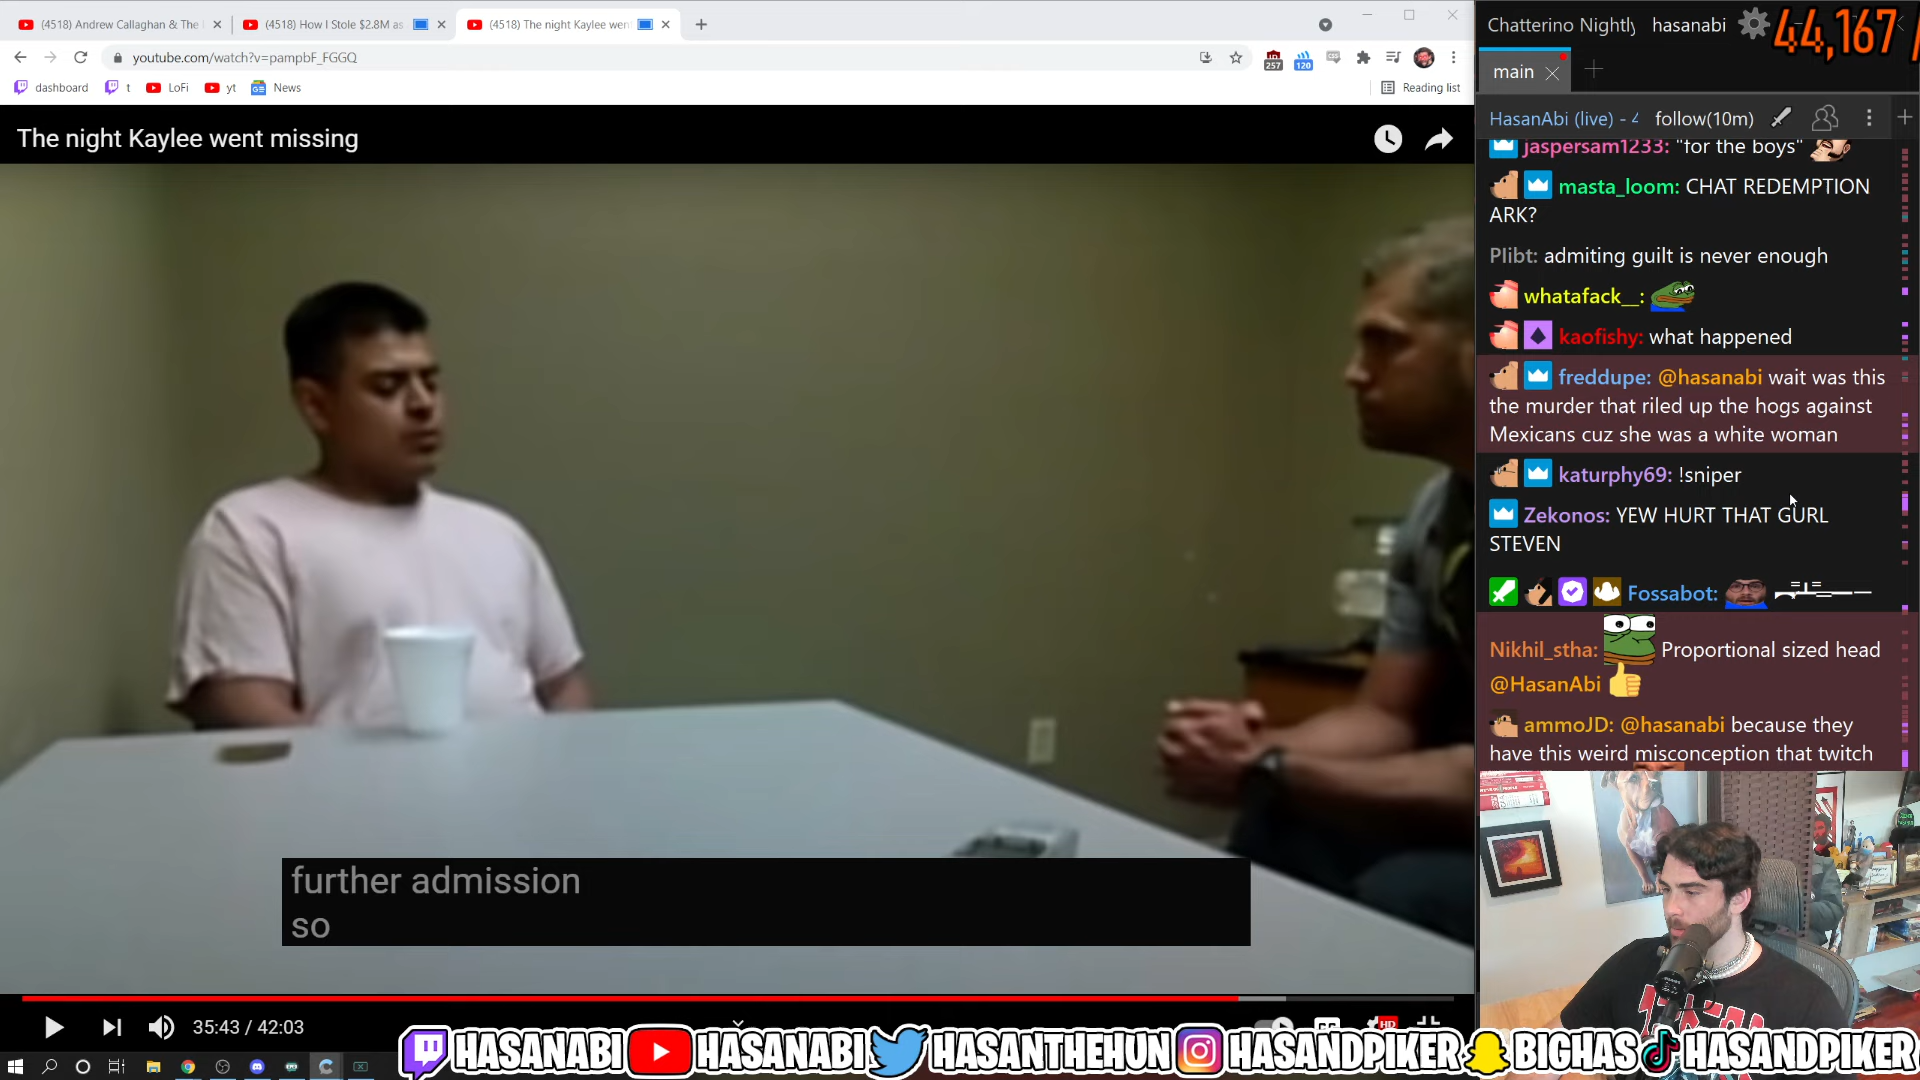 (4518) Andrew Callaghan & The
(4518) How I Stole $2.8M as
(4518) The night Kaylee wen
youtube.com/watch?v=pampbF_FGGQ
257
120
dashboard
t
LoFi
yt
News
Reading list
The night Kaylee went missing
further admission
so
35:43 / 42:03
HD
Chatterino Nightly
hasanabi
44,167 /
main
HasanAbi (live) - 4
follow(10m)
jaspersam1233: "for the boys"
masta_loom: CHAT REDEMPTION
ARK?
Plibt: admiting guilt is never enough
whatafack__:
kaofishy: what happened
freddupe: @hasanabi wait was this
the murder that riled up the hogs against
Mexicans cuz she was a white woman
katurphy69: !sniper
Zekonos: YEW HURT THAT GURL
STEVEN
Fossabot:
Nikhil_stha: Proportional sized head
@HasanAbi
ammoJD: @hasanabi because they
have this weird misconception that twitch
HASANABI
HASANABI
HASANTHEHUN
HASANDPIKER
BIGHAS
HASANDPIKER